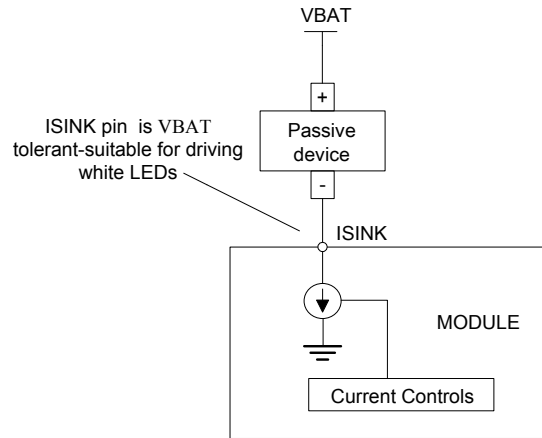 VBAT
+
ISINK pin is VBAT
tolerant-suitable for driving
white LEDs
Passive
device
-
ISINK
MODULE
Current Controls